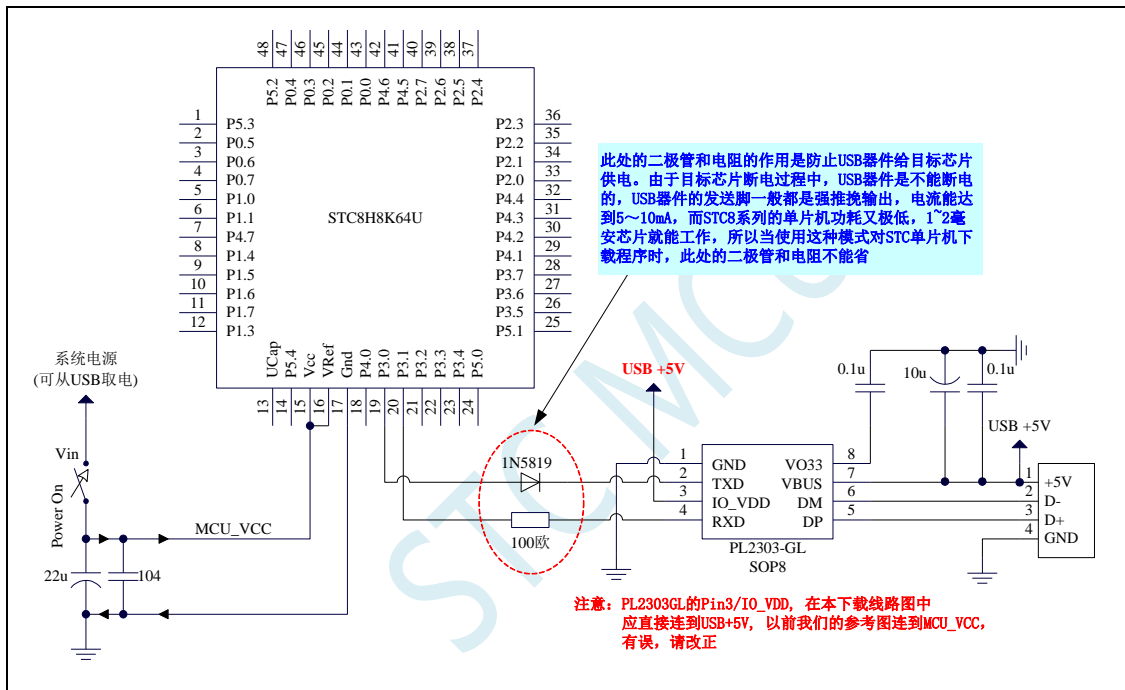 48 47 46 45 44 43 42 41 40 39 38 37
P5.2 P0.4 P0.3 P0.2 P0.1 P0.0 P4.6 P4.5 P2.7 P2.6 P2.5 P2.4
1 P5.3
2 P0.5
3 P0.6
4 P0.7
5 P1.0
6 P1.1
7 P4.7
8 P1.4
9 P1.5
10 P1.6
11 P1.7
12 P1.3
STC8H8K64U
P2.3 36
P2.2 35
P2.1 34
P2.0 33
P4.4 32
P4.3 31
P4.2 30
P4.1 29
P3.7 28
P3.6 27
P3.5 26
P5.1 25
UCap P5.4 Vcc VRef Gnd P4.0 P3.0 P3.1 P3.2 P3.3 P3.4 P5.0
13 14 15 16 17 18 19 20 21 22 23 24
此处的二极管和电阻的作用是防止USB器件给目标芯片
供电。由于目标芯片断电过程中，USB器件是不能断电
的，USB器件的发送脚一般都是强推挽输出，电流能达
到5～10mA，而STC8系列的单片机功耗又极低，1~2毫
安芯片就能工作，所以当使用这种模式对STC单片机下
载程序时，此处的二极管和电阻不能省
系统电源
(可从USB取电)
Vin
Power On
MCU_VCC
22u
104
USB +5V
1N5819
100欧
1 GND
2 TXD
3 IO_VDD
4 RXD
VO33 8
VBUS 7
DM 6
DP 5
PL2303-GL
SOP8
0.1u
10u
0.1u
USB +5V
1 +5V
2 D-
3 D+
4 GND
注意：PL2303GL的Pin3/IO_VDD, 在本下载线路图中
应直接连到USB+5V, 以前我们的参考图连到MCU_VCC，
有误，请改正
STC MCU